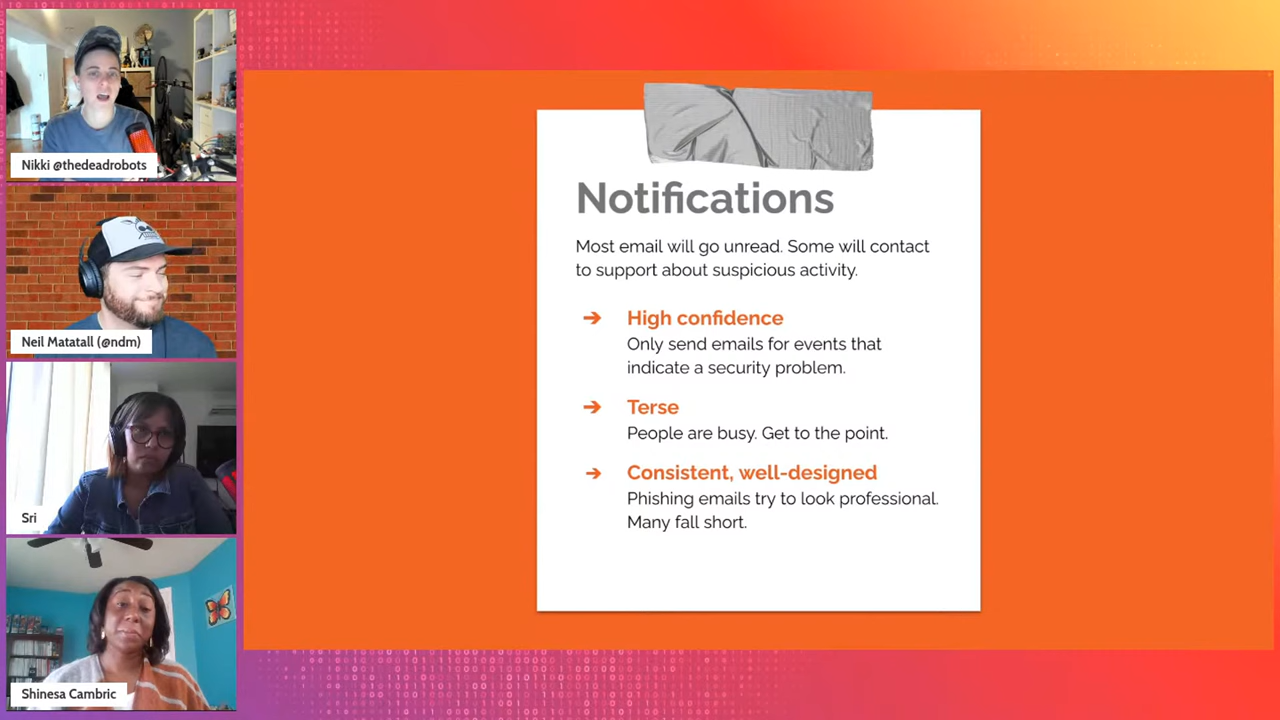 Nikki @thedeadrobots
Neil Matatall (@ndm)
Sri
Shinesa Cambric
Notifications
Most email will go unread. Some will contact
to support about suspicious activity.
➔ High confidence
Only send emails for events that
indicate a security problem.
➔ Terse
People are busy. Get to the point.
➔ Consistent, well-designed
Phishing emails try to look professional.
Many fall short.